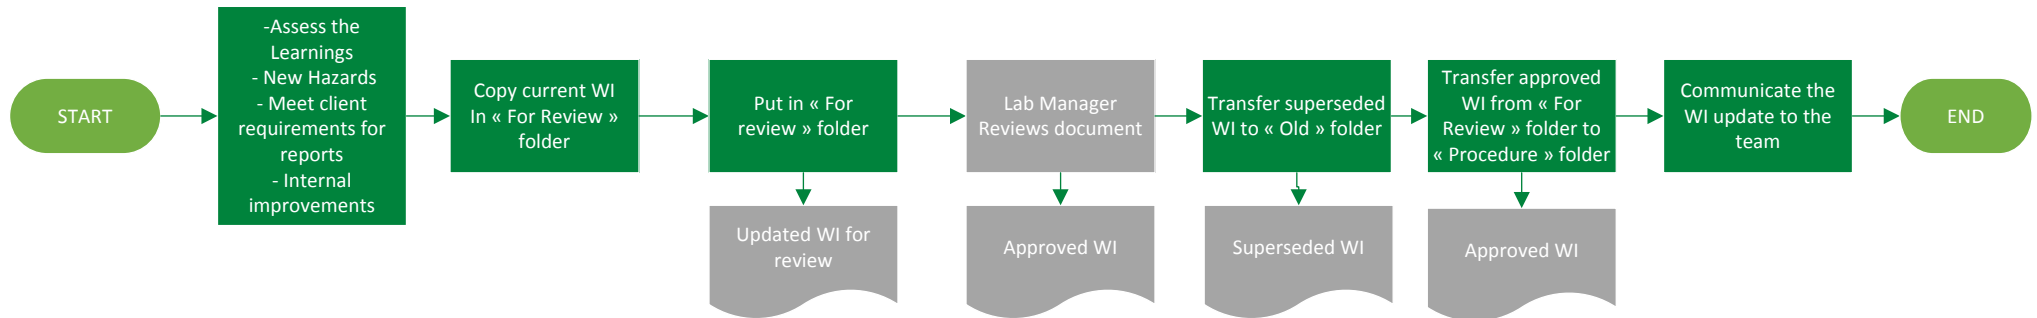 START
-Assess the
Learnings
- New Hazards
- Meet client
requirements for
reports
- Internal
improvements
Copy current WI
In « For Review »
folder
Put in « For
review » folder
Lab Manager
Reviews document
Transfer superseded
WI to « Old » folder
Transfer approved
WI from « For
Review » folder to
« Procedure » folder
Communicate the
WI update to the
team
END
Updated WI for
review
Approved WI
Superseded WI
Approved WI